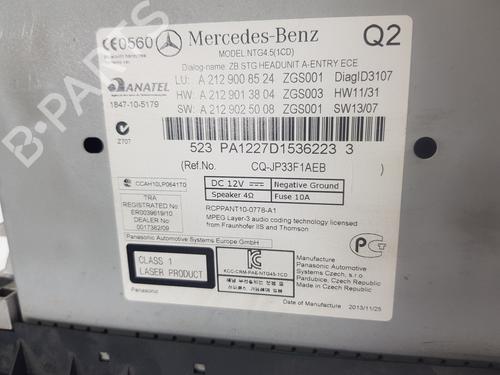 CE0560
Mercedes-Benz
Q2
MODEL NTG4.5(1CD)
Dialog-name: ZB STG HEADUNIT A-ENTRY ECE
ANATEL
1847-10-5179
LU: A 212 900 85 24 ZGS001 DiagID3107
HW: A 212 901 38 04 ZGS003 HW11/31
SW: A 212 902 50 08 ZGS001 SW13/07
Z707
523 PA1227D1536223 3
(Ref.No. CQ-JP33F1AEB )
CCAH10LP0641T0
DC 12V Negative Ground
Speaker 4Ω Fuse 10A
TRA
REGISTERED No:
ER0039619/10
DEALER No:
0017382/09
RCPPANT10-0778-A1
MPEG Layer-3 audio coding technology licensed
from Fraunhofer IIS and Thomson
Panasonic Automotive Systems Europe GmbH
CLASS 1
LASER PRODUCT
KCC-CRM-PAE-NTG45-1CD
Manufacture
Panasonic Automotive
Systems Czech, s.r.o
Pardubice, Czech Rep.
Panasonic
Date of Manufacture 2013/11/25
B-PARTS